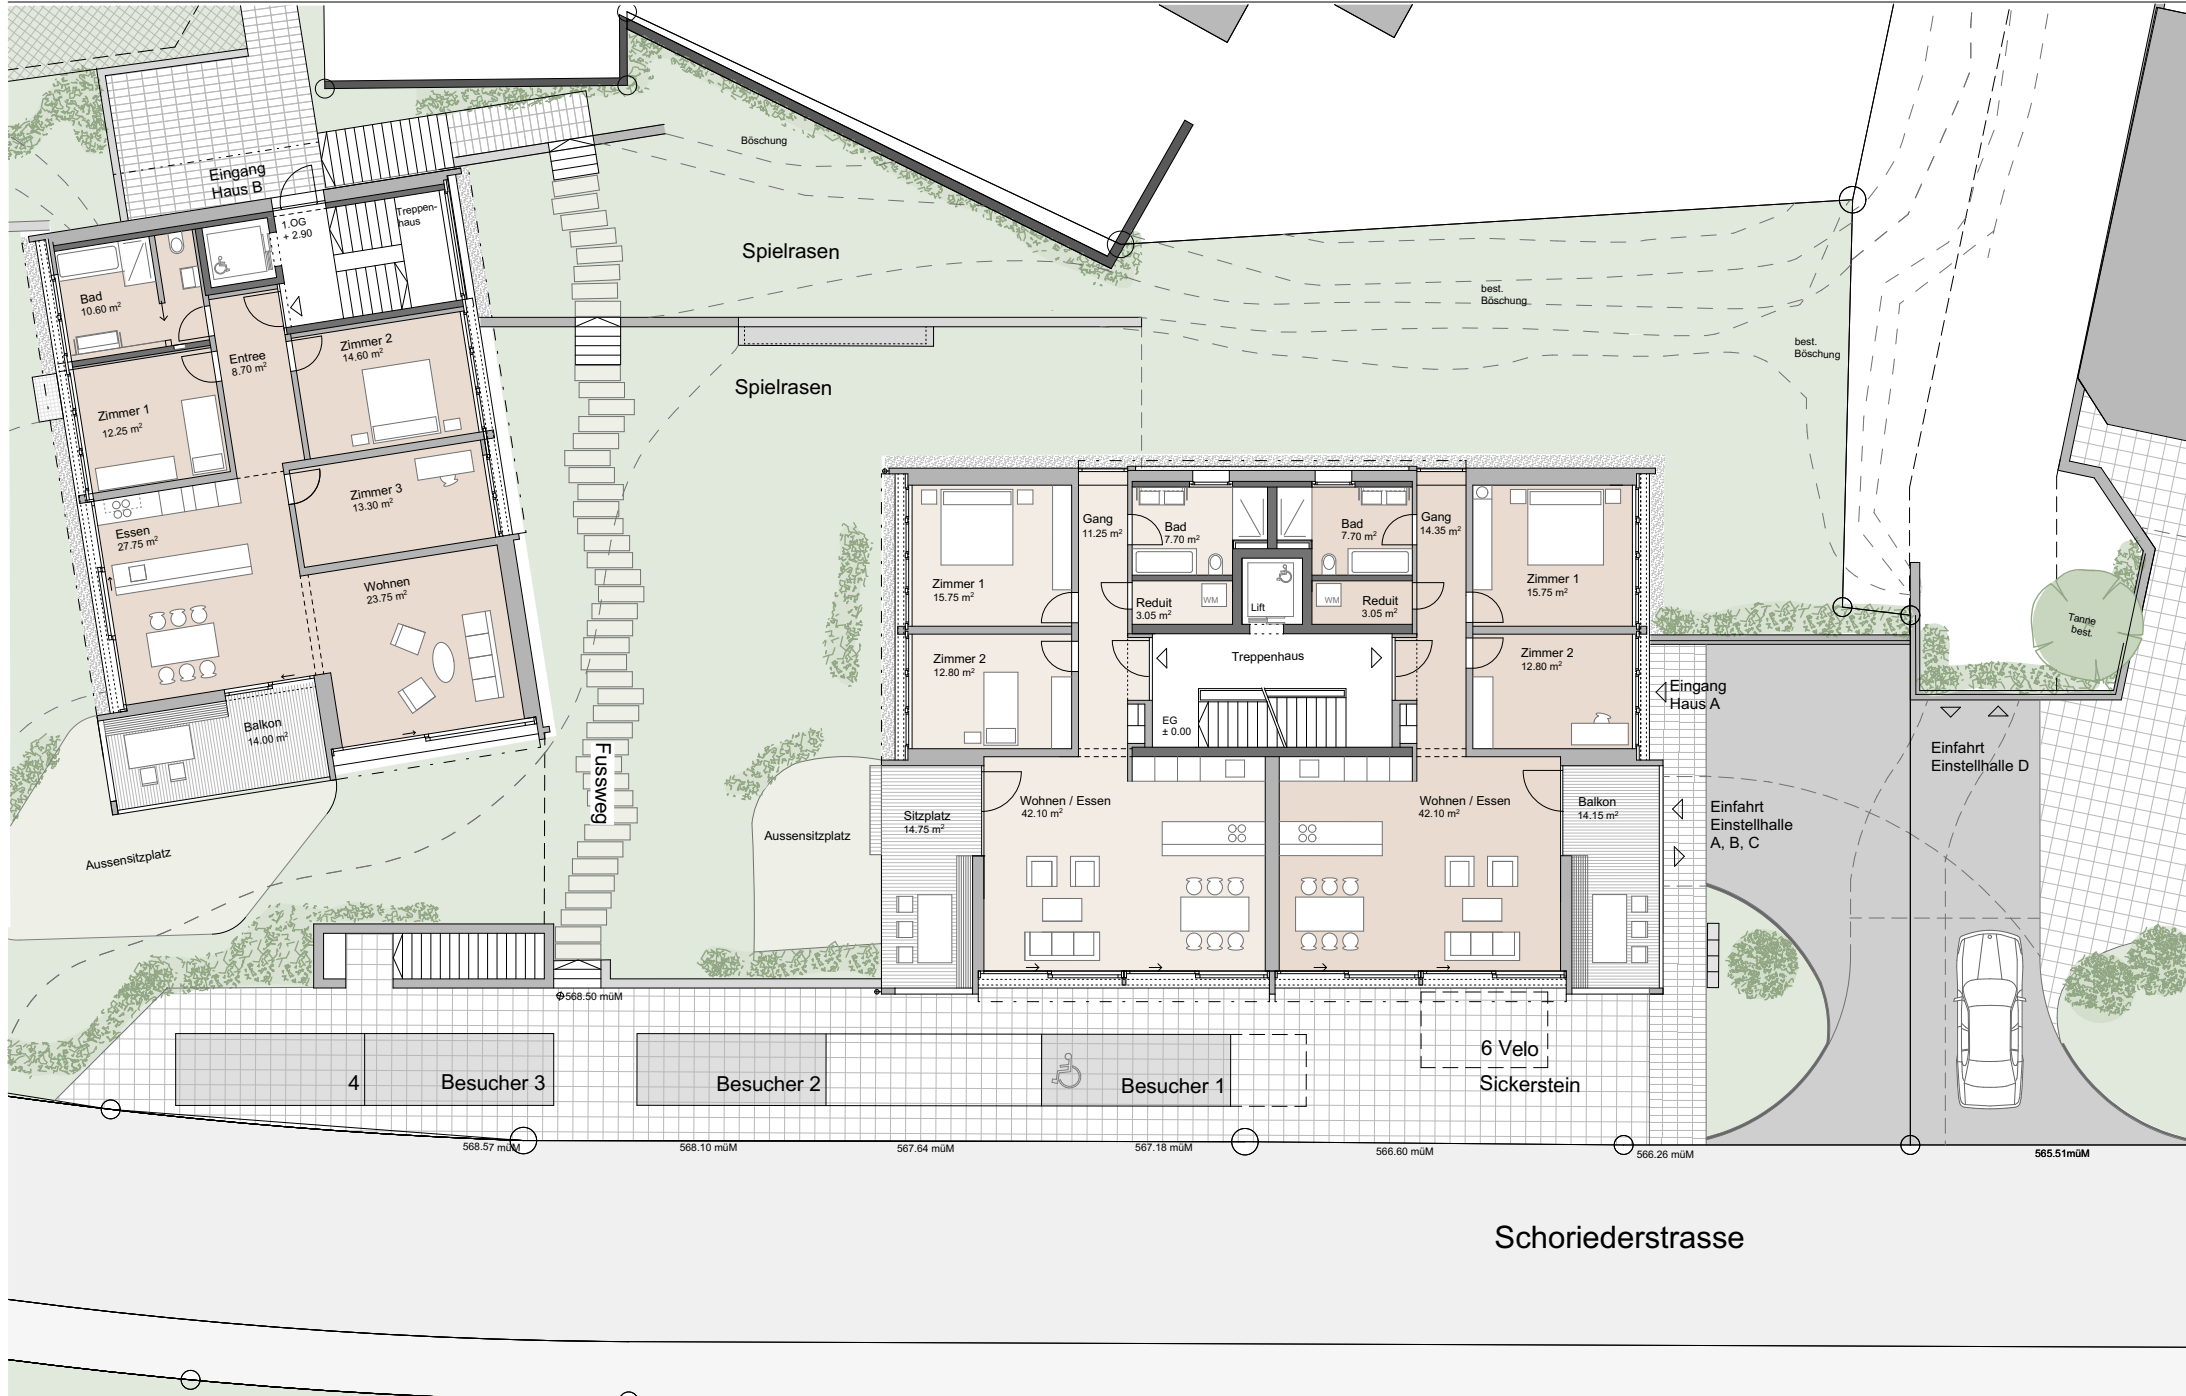 Böschung
Eingang
Haus B
1.OG
+ 2.90
Treppen-
haus
Spielrasen
best.
Böschung
best.
Böschung
Spielrasen
Bad
10.60 m²
Entree
8.70 m²
Zimmer 2
14.60 m²
Zimmer 1
12.25 m²
Zimmer 3
13.30 m²
Essen
27.75 m²
Wohnen
23.75 m²
Balkon
14.00 m²
Aussensitzplatz
Fussweg
Aussensitzplatz
Zimmer 1
15.75 m²
Gang
11.25 m²
Bad
7.70 m²
Bad
7.70 m²
Gang
14.35 m²
Zimmer 1
15.75 m²
Reduit
3.05 m²
WM
Lift
WM
Reduit
3.05 m²
Zimmer 2
12.80 m²
Treppenhaus
Zimmer 2
12.80 m²
EG
± 0.00
Sitzplatz
14.75 m²
Wohnen / Essen
42.10 m²
Wohnen / Essen
42.10 m²
Balkon
14.15 m²
Eingang
Haus A
Einfahrt
Einstellhalle
A, B, C
Einfahrt
Einstellhalle D
Tanne
best.
568.50 müM
4
Besucher 3
Besucher 2
Besucher 1
6 Velo
Sickerstein
568.57 müM
568.10 müM
567.64 müM
567.18 müM
566.60 müM
566.26 müM
565.51müM
Schoriederstrasse